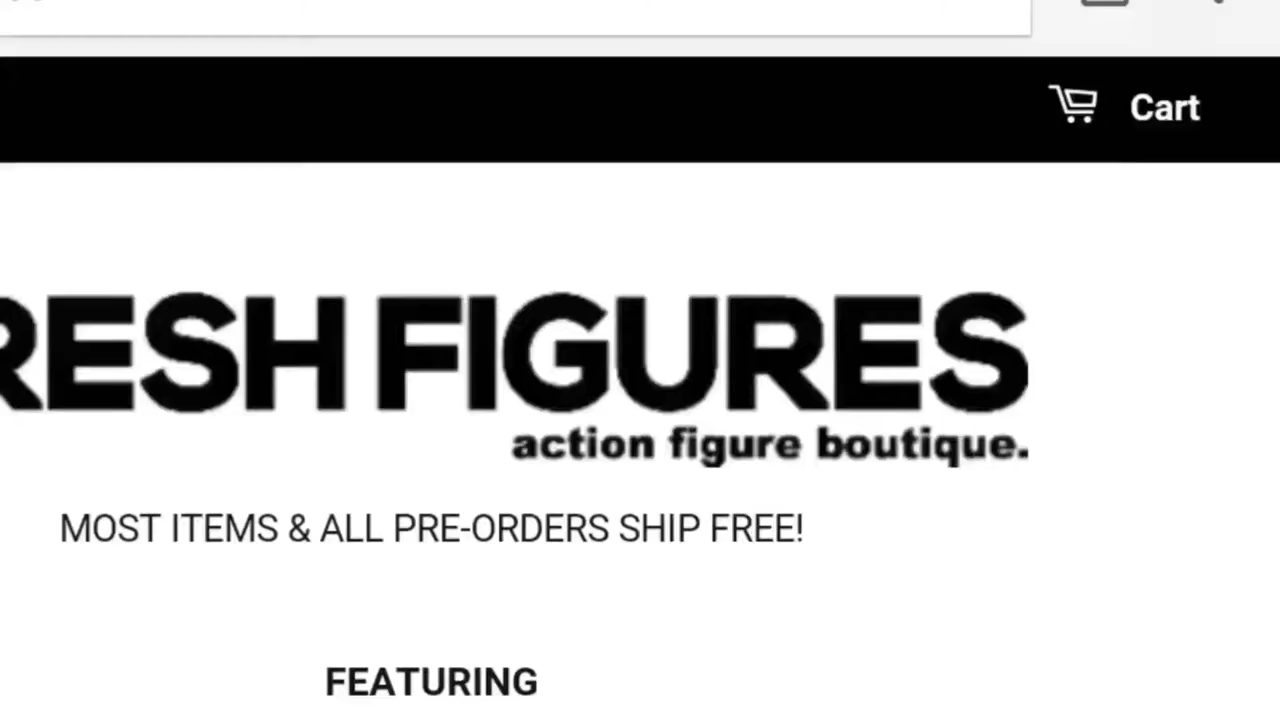 Cart
RESH FIGURES
action figure boutique.
MOST ITEMS & ALL PRE-ORDERS SHIP FREE!
FEATURING